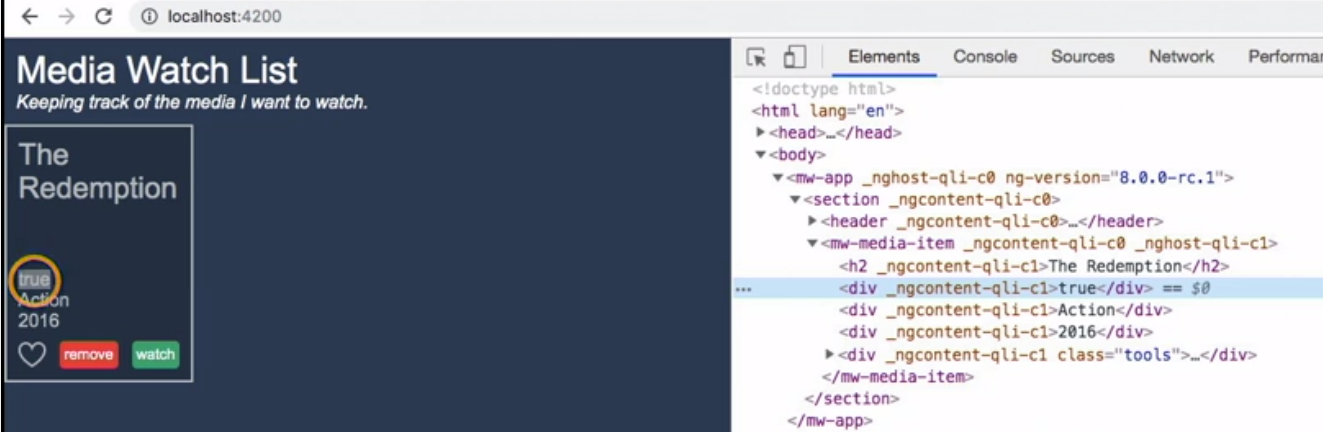 localhost:4200
Media Watch List
Keeping track of the media I want to watch.
The
Redemption
true
Action
2016
remove watch
Elements Console Sources Network Performan
<!doctype html>
<html lang="en">
<head>…</head>
<body>
<mw-app _nghost-qli-c0 ng-version="8.0.0-rc.1">
<section _ngcontent-qli-c0>
<header _ngcontent-qli-c0>…</header>
<mw-media-item _ngcontent-qli-c0 _nghost-qli-c1>
<h2 _ngcontent-qli-c1>The Redemption</h2>
... <div _ngcontent-qli-c1>true</div> == $0
<div _ngcontent-qli-c1>Action</div>
<div _ngcontent-qli-c1>2016</div>
<div _ngcontent-qli-c1 class="tools">…</div>
</mw-media-item>
</section>
</mw-app>